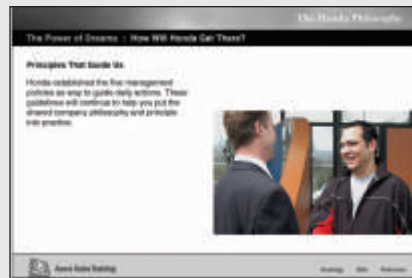 The Honda Philosophy
The Power of Dreams : How Will Honda Get There?
Principles That Guide Us
Honda established the five management
policies as way to guide daily actions. These
guidelines will continue to help you put the
shared company philosophy and principle
into practice.
Sales Training